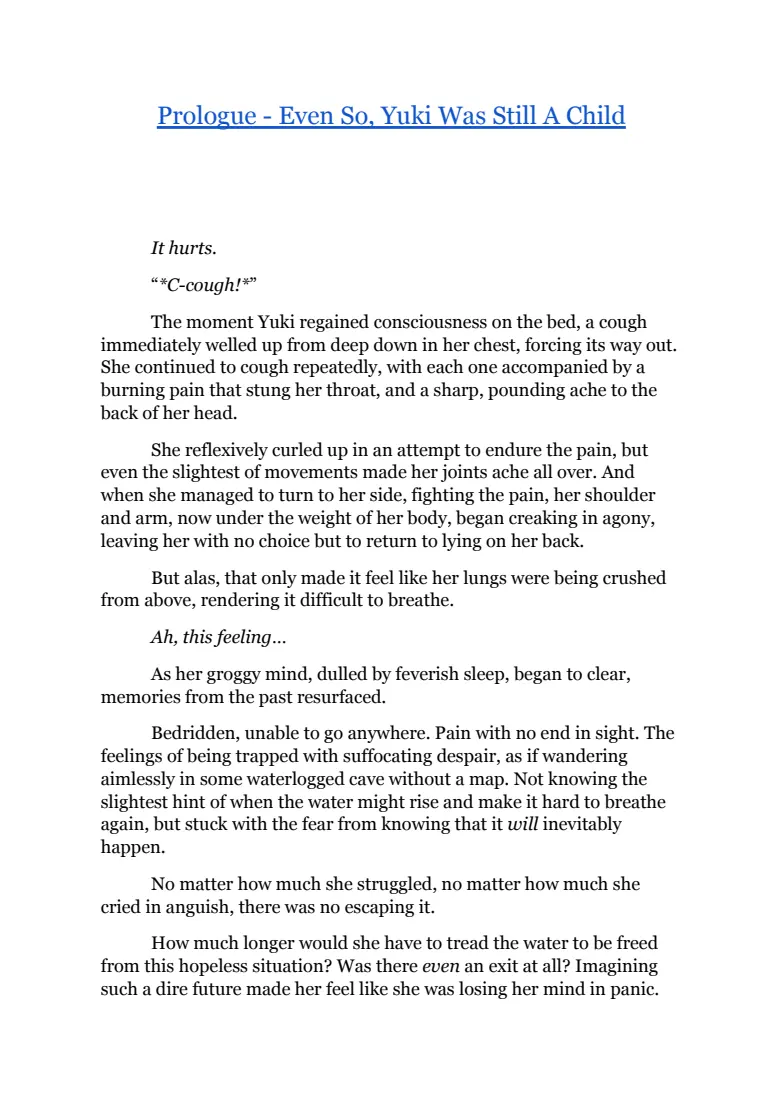 Prologue - Even So, Yuki Was Still A Child
It hurts.
“*C-cough!*”
The moment Yuki regained consciousness on the bed, a cough
immediately welled up from deep down in her chest, forcing its way out.
She continued to cough repeatedly, with each one accompanied by a
burning pain that stung her throat, and a sharp, pounding ache to the
back of her head.
She reflexively curled up in an attempt to endure the pain, but
even the slightest of movements made her joints ache all over. And
when she managed to turn to her side, fighting the pain, her shoulder
and arm, now under the weight of her body, began creaking in agony,
leaving her with no choice but to return to lying on her back.
But alas, that only made it feel like her lungs were being crushed
from above, rendering it difficult to breathe.
Ah, this feeling…
As her groggy mind, dulled by feverish sleep, began to clear,
memories from the past resurfaced.
Bedridden, unable to go anywhere. Pain with no end in sight. The
feelings of being trapped with suffocating despair, as if wandering
aimlessly in some waterlogged cave without a map. Not knowing the
slightest hint of when the water might rise and make it hard to breathe
again, but stuck with the fear from knowing that it will inevitably
happen.
No matter how much she struggled, no matter how much she
cried in anguish, there was no escaping it.
How much longer would she have to tread the water to be freed
from this hopeless situation? Was there even an exit at all? Imagining
such a dire future made her feel like she was losing her mind in panic.